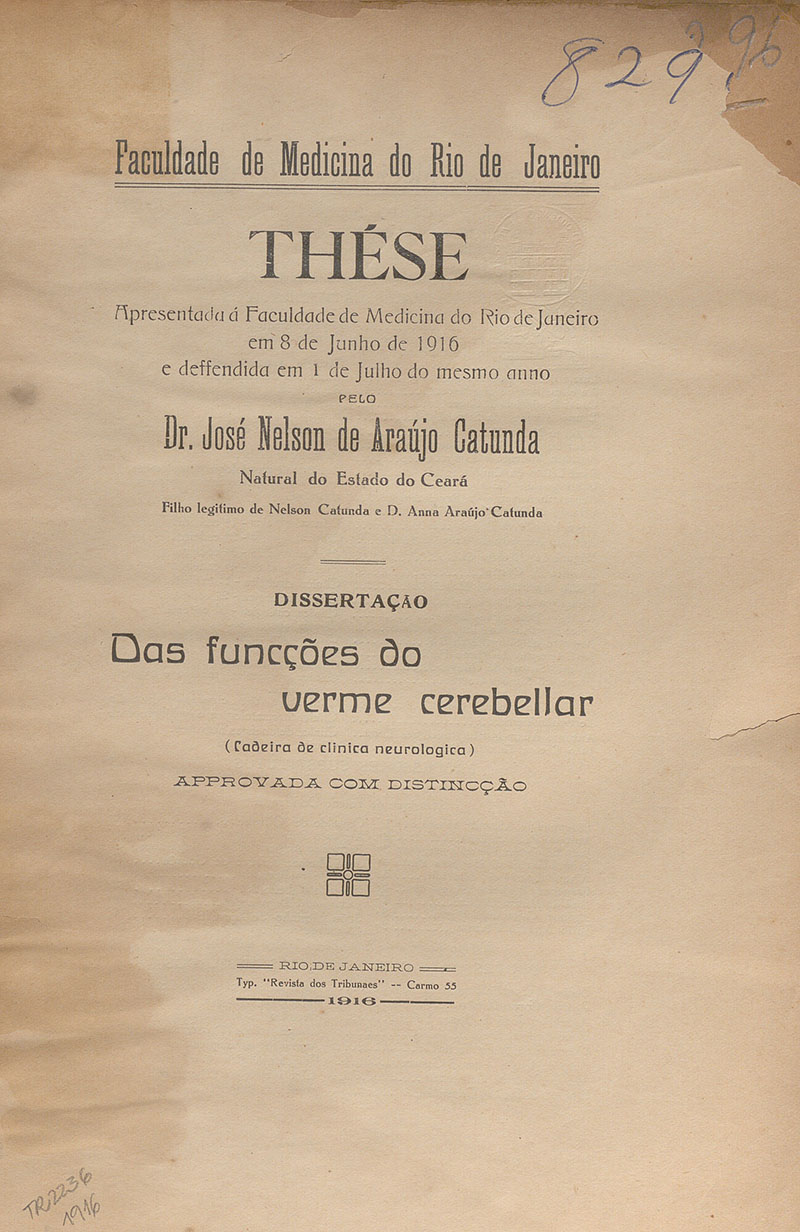 829
96
Faculdade de Medicina do Rio de Janeiro
THÉSE
Apresentada á Faculdade de Medicina do Rio de Janeiro
em 8 de Junho de 1916
e deffendida em 1 de Julho do mesmo anno
PELO
Dr. José Nelson de Araújo Catunda
Natural do Estado do Ceará
Filho legitimo de Nelson Catunda e D. Anna Araújo Catunda
DISSERTAÇÃO
Das funcções do
verme cerebellar
(Cadeira de clinica neurologica)
APPROVADA COM DISTINCÇÃO
RIO DE JANEIRO
Typ. "Revista dos Tribunaes" -- Carmo 55
1916
TR.2236
1916